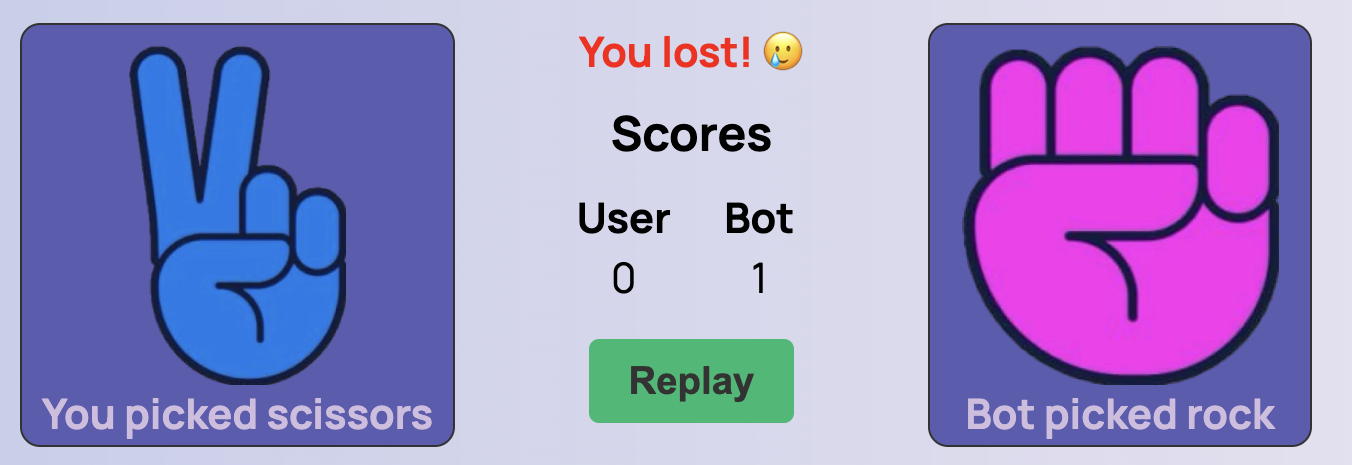 You lost! 🥲
Scores
User Bot
0 1
Replay
You picked scissors
Bot picked rock